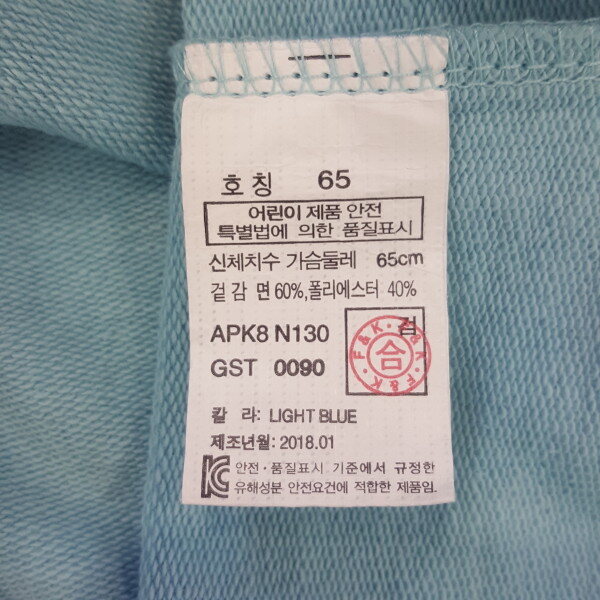 호칭 65
어린이 제품 안전
특별법에 의한 품질표시
신체치수 가슴둘레 65cm
겉감 면 60%, 폴리에스터 40%
APK8 N130 검
GST 0090
F&K · F&K · F&K
合
칼 라: LIGHT BLUE
제조년월: 2018.01
KC 안전·품질표시 기준에서 규정한
유해성분 안전요건에 적합한 제품임.